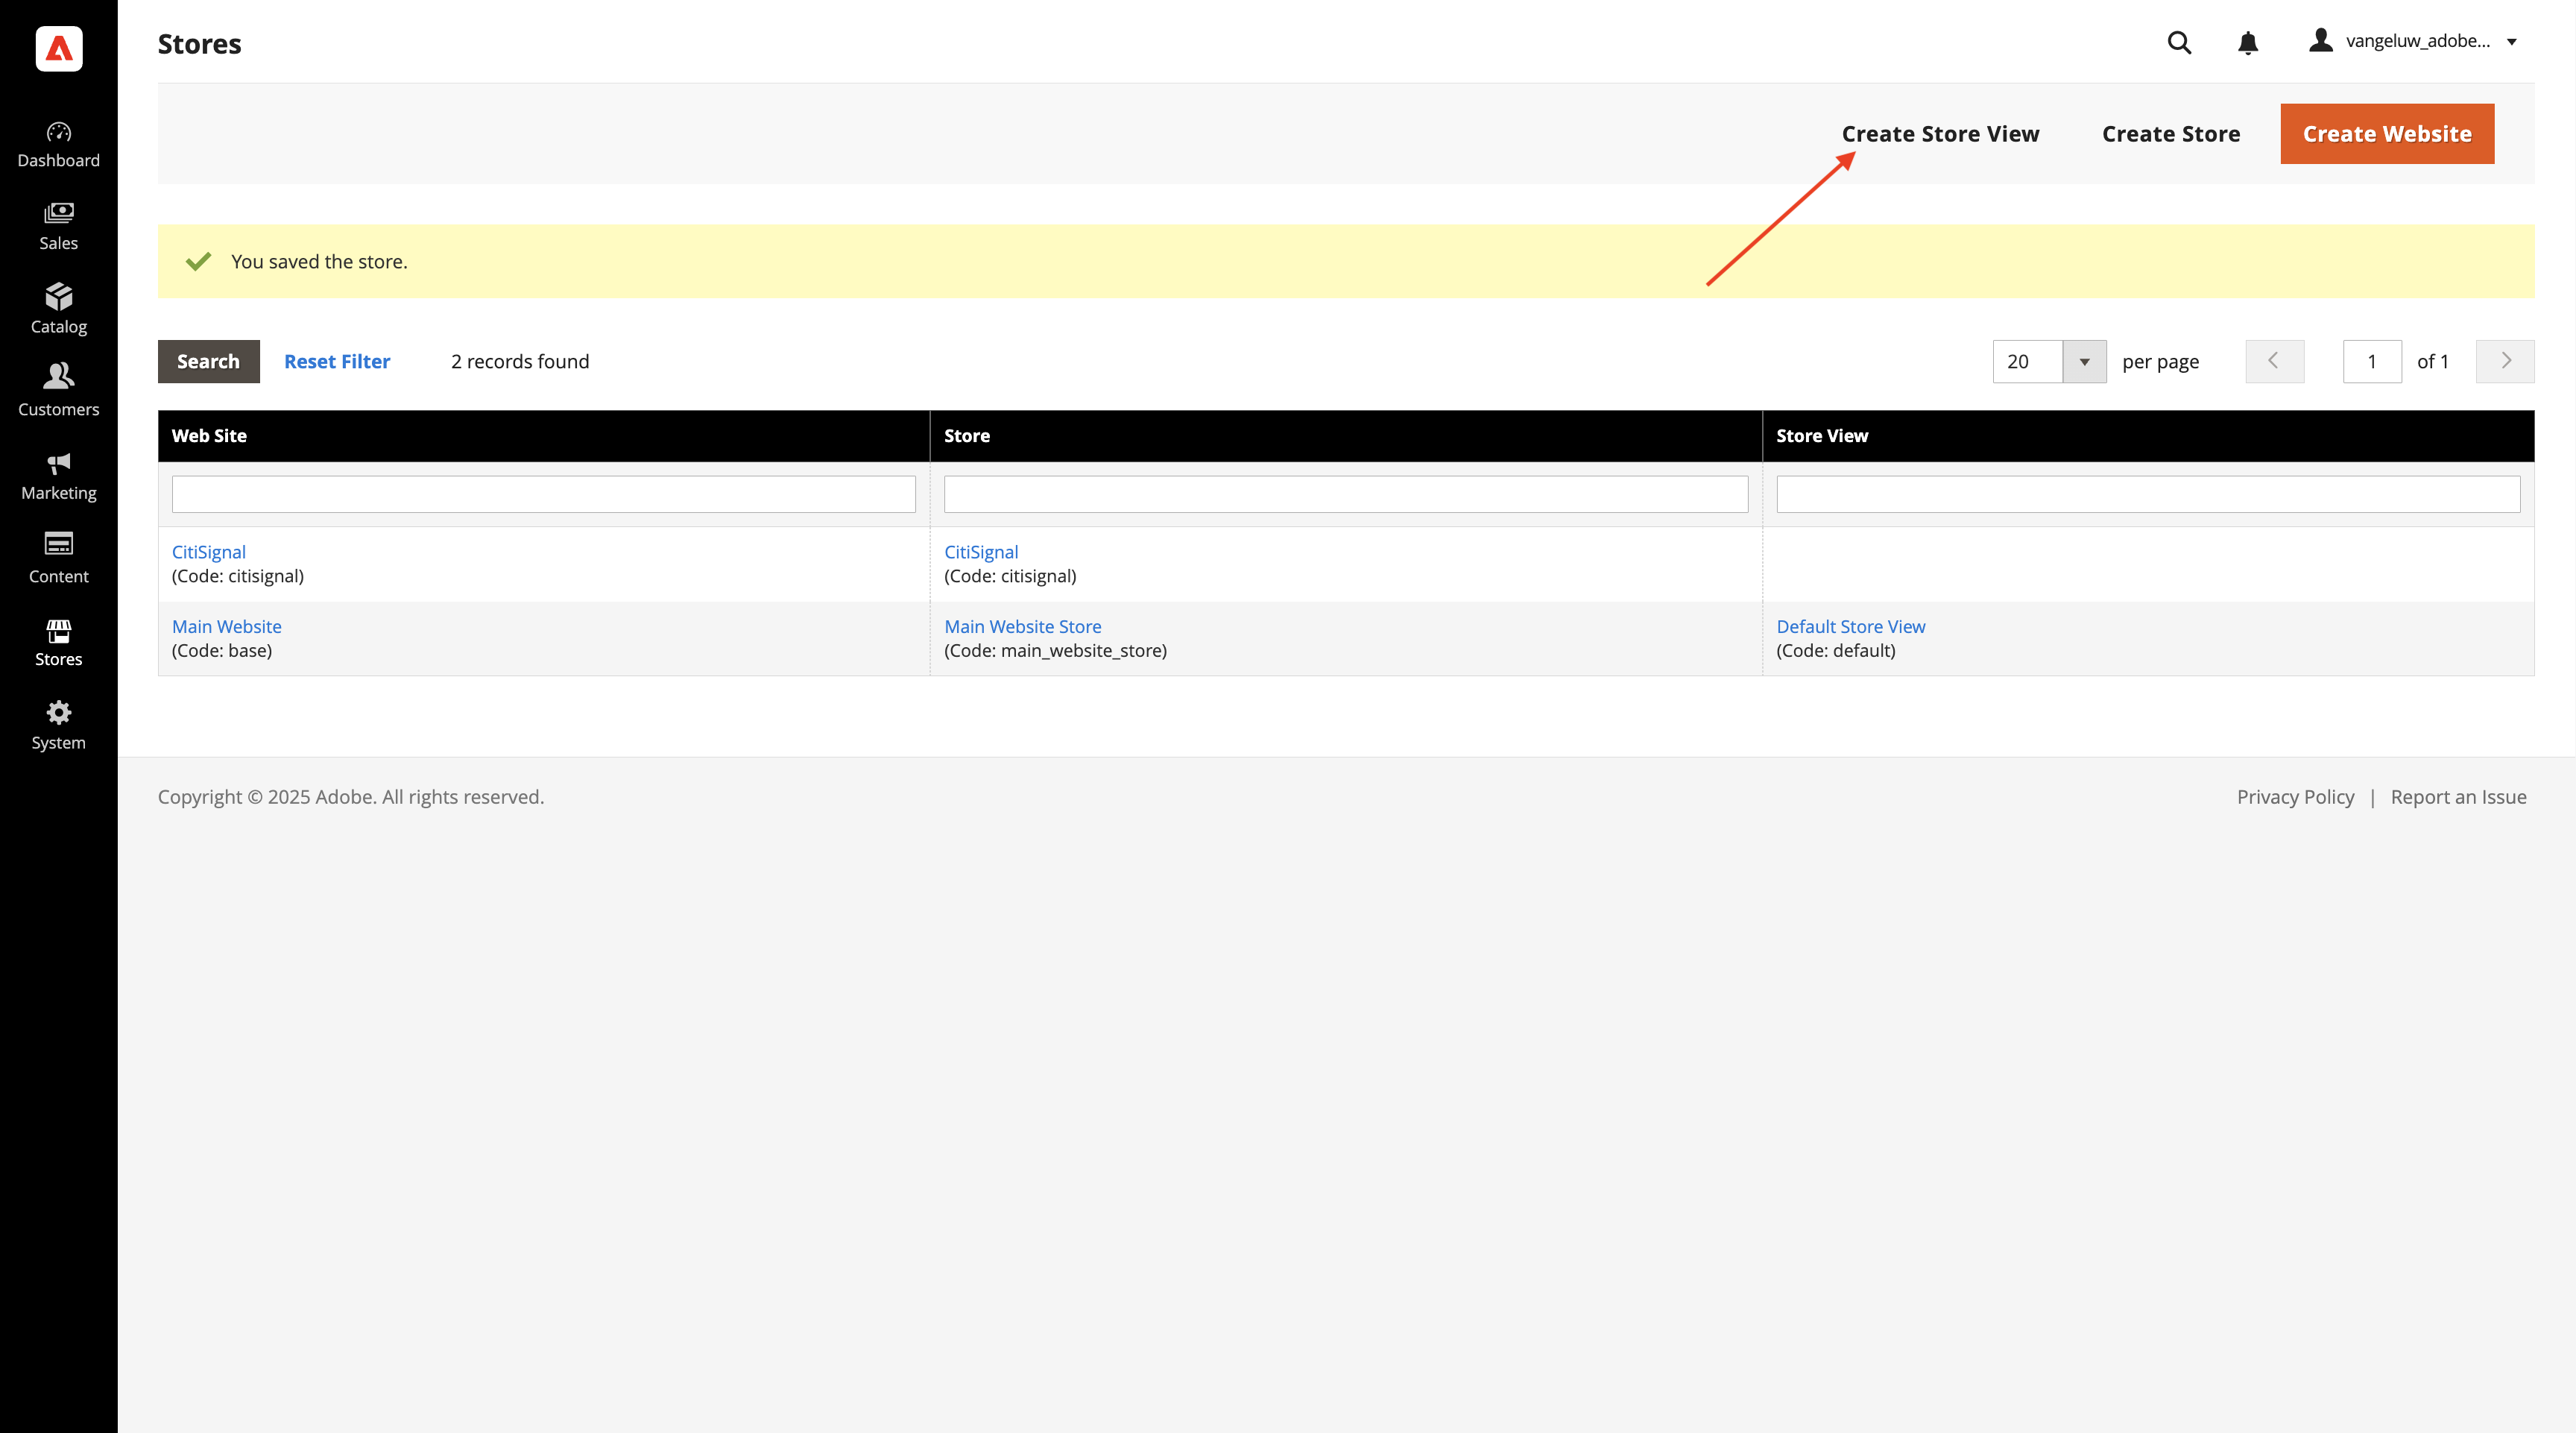 Stores
vangeluw_adobe...
Create Store View Create Store Create Website
You saved the store.
Search Reset Filter 2 records found 20 per page 1 of 1
Web Site Store Store View
CitiSignal CitiSignal
(Code: citisignal) (Code: citisignal)
Main Website Main Website Store Default Store View
(Code: base) (Code: main_website_store) (Code: default)
Dashboard
Sales
Catalog
Customers
Marketing
Content
Stores
System
Copyright © 2025 Adobe. All rights reserved. Privacy Policy | Report an Issue